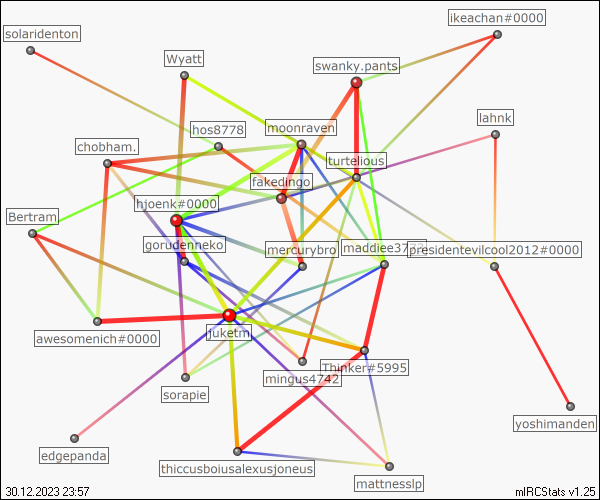 ikeachan#0000
solaridenton
Wyatt
swanky.pants
lahnk
hos8778
moonraven
chobham.
turtelious
fakedingo
hjoenk#0000
Bertram
gorudenneko
mercurybro
maddiee37
presidentevilcool2012#0000
awesomenich#0000
juketm
Thinker#5995
mingus4742
sorapie
yoshimanden
edgepanda
thiccusboiusalexusjoneus
mattnesslp
30.12.2023 23:57
mIRCStats v1.25